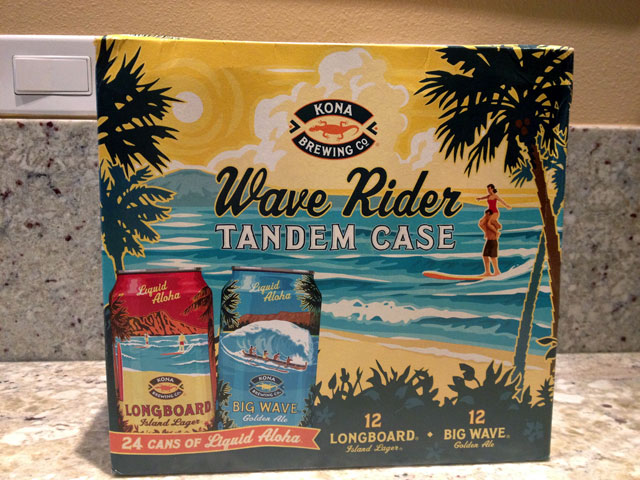 KONA
BREWING CO
Wave Rider
TANDEM CASE
Liquid
Aloha
Liquid
Aloha
KONA
BREWING CO
LONGBOARD
Island Lager
KONA
BREWING CO
BIG WAVE
Golden Ale
24 CANS OF Liquid Aloha
12
LONGBOARD®
Island Lager
12
BIG WAVE®
Golden Ale